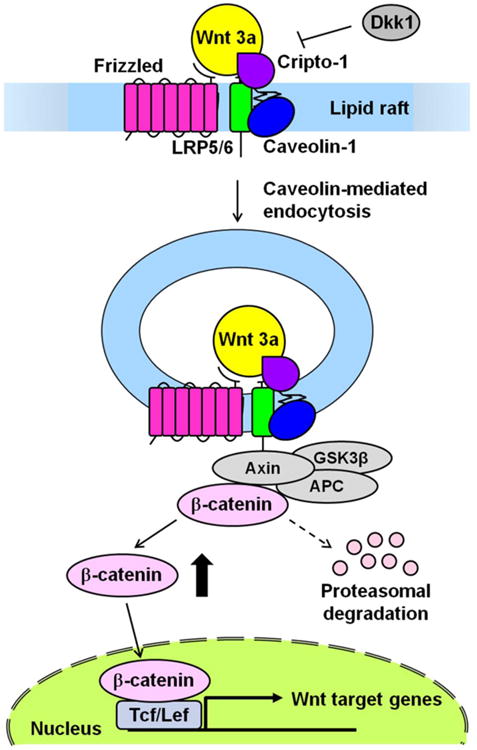 Dkk1
Wnt 3a
Cripto-1
Frizzled
Lipid raft
LRP5/6
Caveolin-1
Caveolin-mediated
endocytosis
Wnt 3a
Axin
GSK3β
APC
β-catenin
β-catenin
Proteasomal
degradation
β-catenin
Tcf/Lef
Wnt target genes
Nucleus